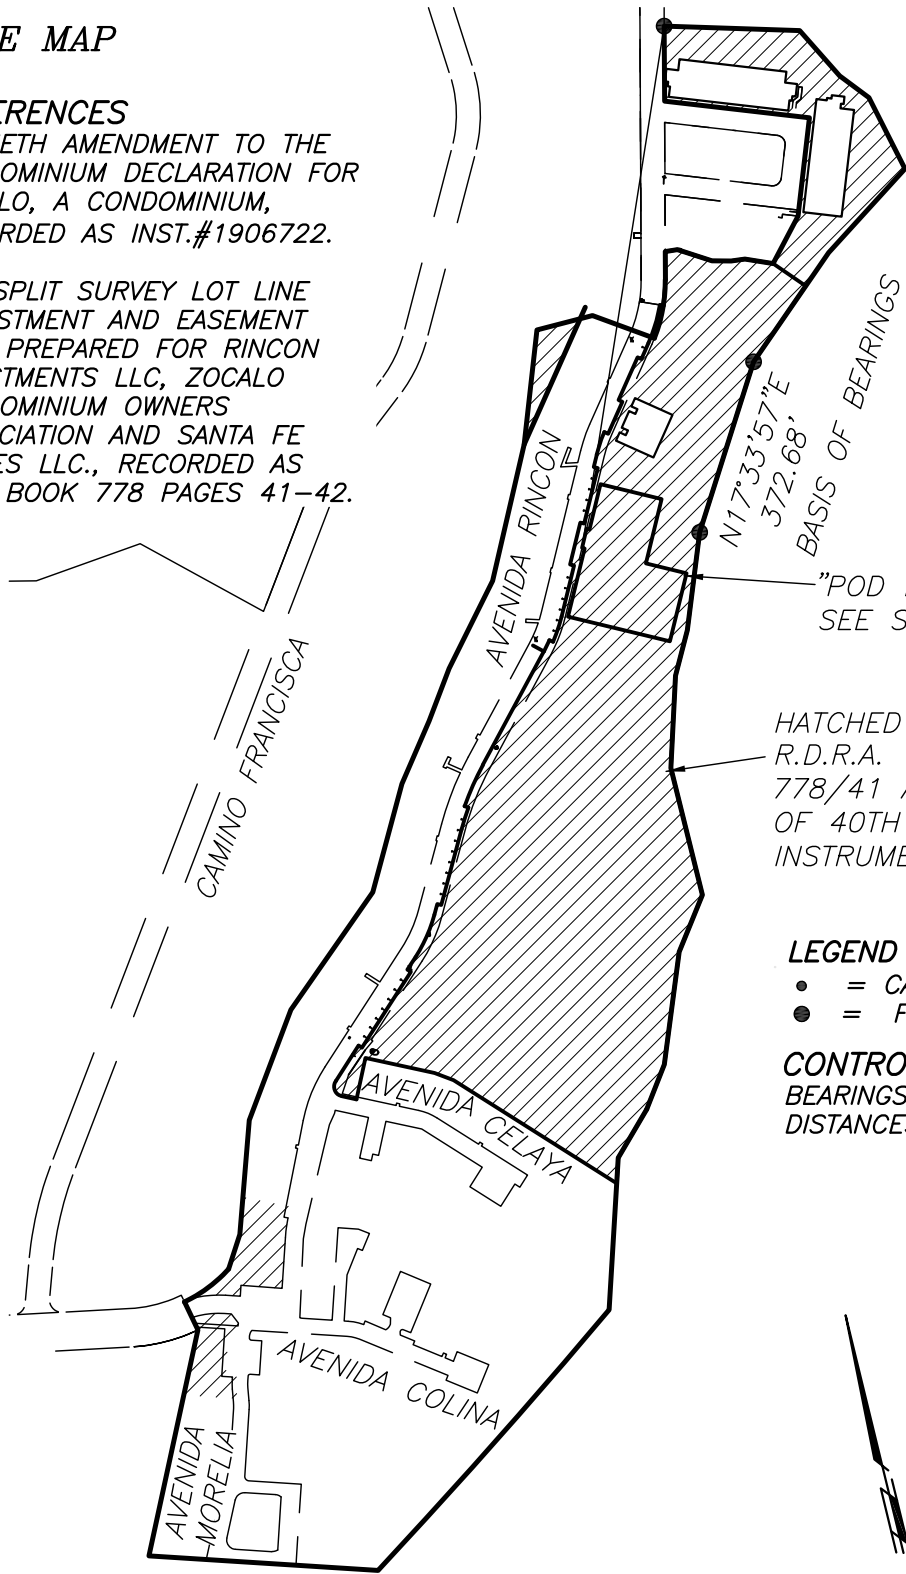 E MAP
ERENCES
ETH AMENDMENT TO THE
OMINIUM DECLARATION FOR
LO, A CONDOMINIUM,
RDED AS INST.#1906722.
SPLIT SURVEY LOT LINE
STMENT AND EASEMENT
PREPARED FOR RINCON
STMENTS LLC, ZOCALO
OMINIUM OWNERS
CIATION AND SANTA FE
ES LLC., RECORDED AS
BOOK 778 PAGES 41-42.
N17°33'57"E
372.68'
BASIS OF BEARINGS
AVENIDA RINCON
"POD
SEE S
CAMINO FRANCISCA
HATCHED
R.D.R.A.
778/41
OF 40TH
INSTRUME
LEGEND
= CA
= F
CONTRO
BEARINGS
DISTANCES
AVENIDA CELAYA
AVENIDA COLINA
AVENIDA
MORELIA